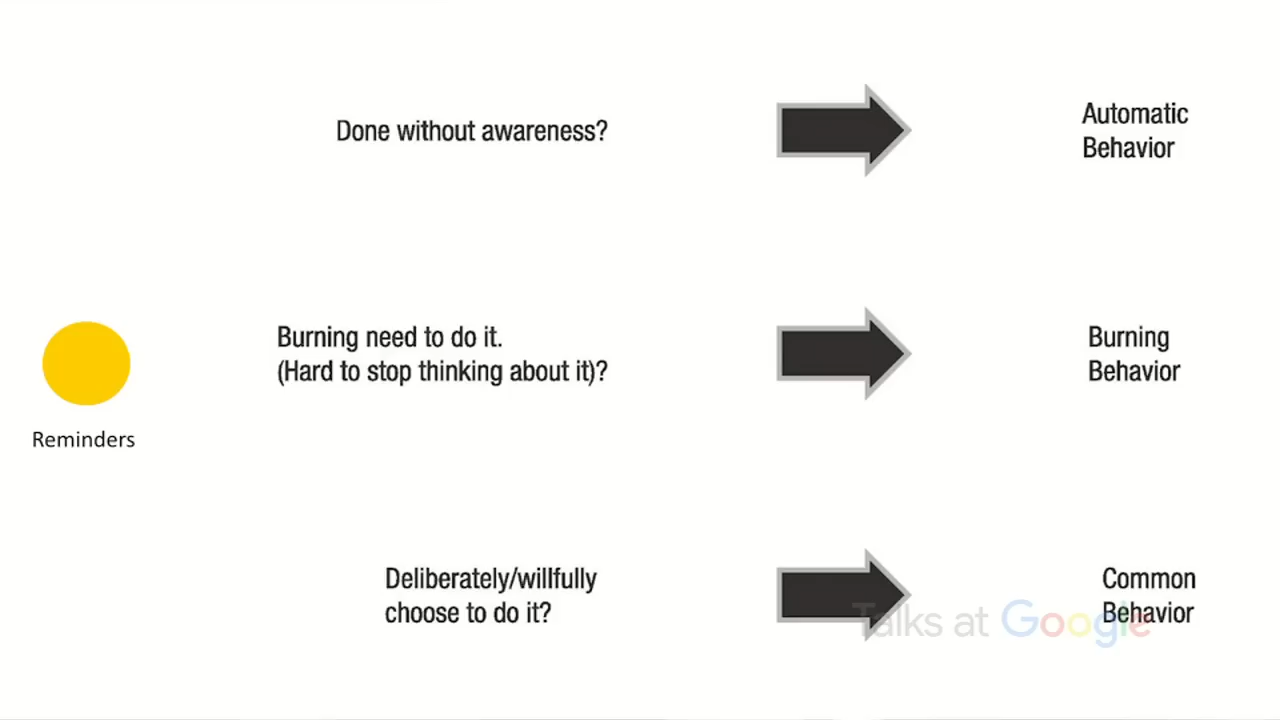 Done without awareness?
Automatic
Behavior
Burning need to do it.
(Hard to stop thinking about it)?
Burning
Behavior
Reminders
Deliberately/willfully
choose to do it?
Common
Behavior
Talks at Google